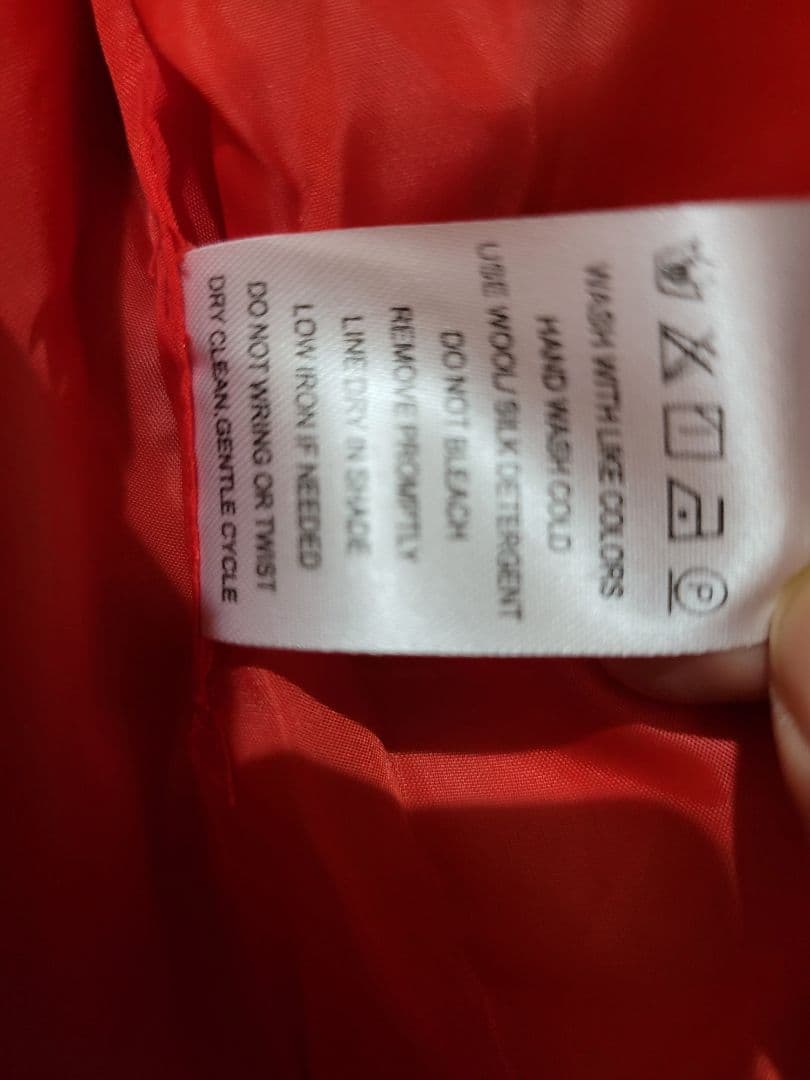 P
WASH WITH LIKE COLORS
HAND WASH COLD
USE WOOL/ SILK DETERGENT
DO NOT BLEACH
REMOVE PROMPTLY
LINE DRY IN SHADE
LOW IRON IF NEEDED
DO NOT WRING OR TWIST
DRY CLEAN GENTLE CYCLE